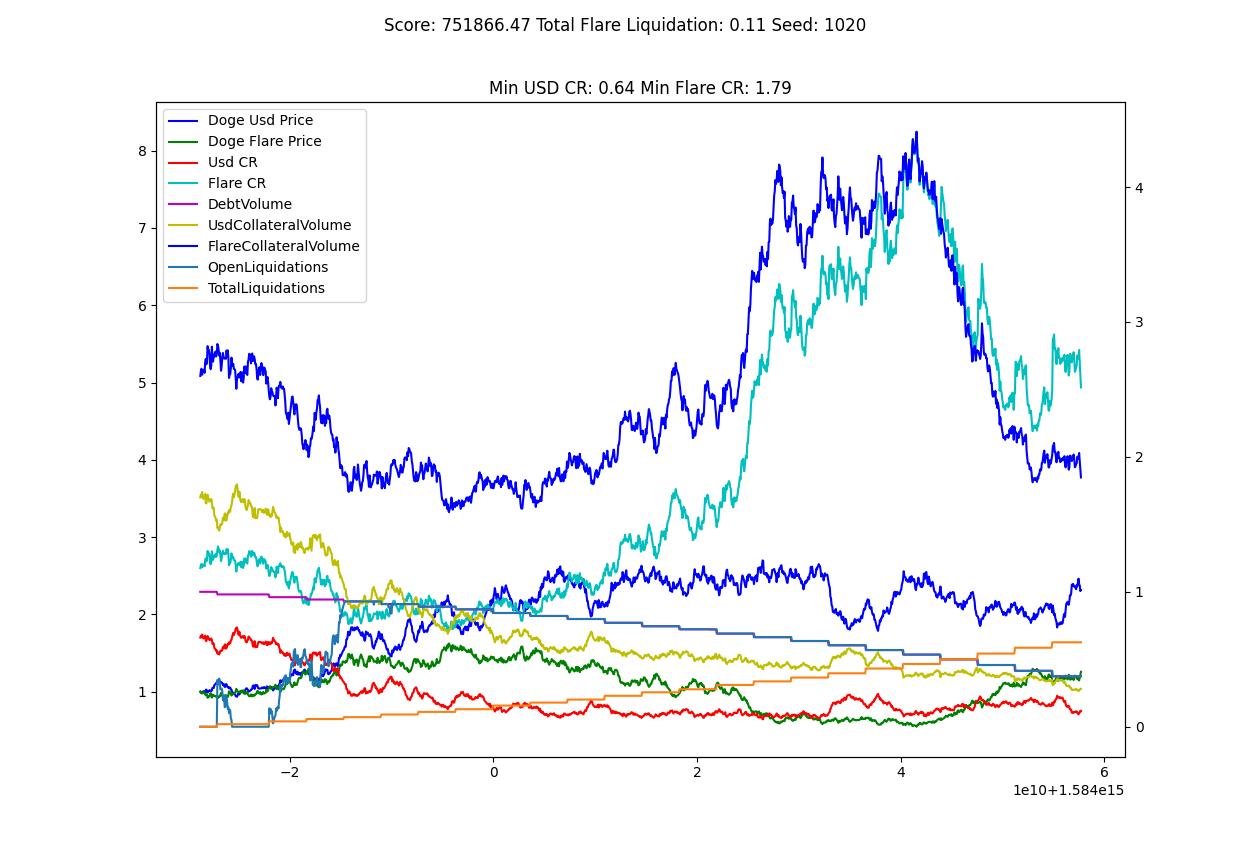 Score: 751866.47 Total Flare Liquidation: 0.11 Seed: 1020
Min USD CR: 0.64 Min Flare CR: 1.79
Doge Usd Price
Doge Flare Price
Usd CR
Flare CR
DebtVolume
UsdCollateralVolume
FlareCollateralVolume
OpenLiquidations
TotalLiquidations
8
7
6
5
4
3
2
1
4
3
2
1
0
−2
0
2
4
6
1e10+1.584e15